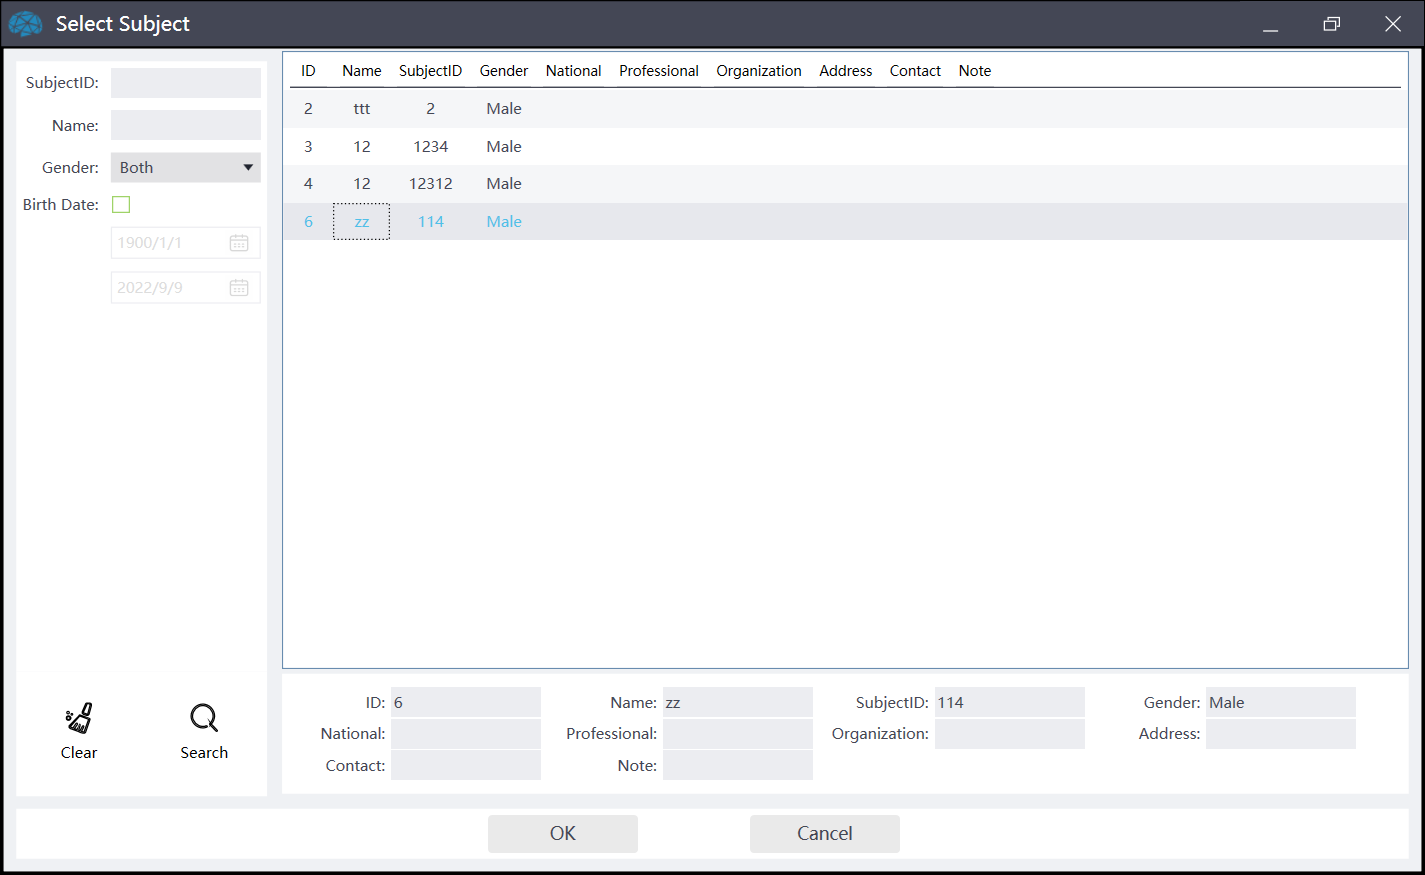 Select Subject
SubjectID:
Name:
Gender: Both
Birth Date:
1900/1/1
2022/9/9
Clear Search
ID Name SubjectID Gender National Professional Organization Address Contact Note
2 ttt 2 Male
3 12 1234 Male
4 12 12312 Male
6 zz 114 Male
ID: 6 Name: zz SubjectID: 114 Gender: Male
National: Professional: Organization: Address:
Contact: Note:
OK Cancel